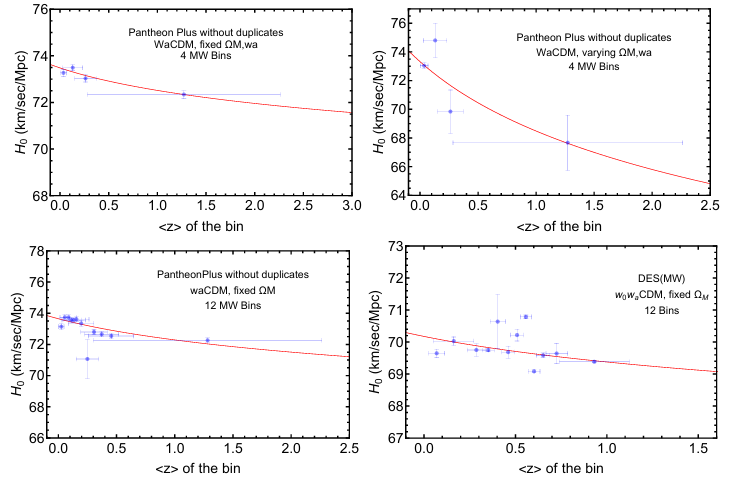 76
74
72
70
68
H0 (km/sec/Mpc)
Pantheon Plus without duplicates
WaCDM, fixed ΩM,wa
4 MW Bins
0.0 0.5 1.0 1.5 2.0 2.5 3.0
<z> of the bin
76
74
72
70
68
66
64
H0 (km/sec/Mpc)
Pantheon Plus without duplicates
WaCDM, varying ΩM,wa
4 MW Bins
0.0 0.5 1.0 1.5 2.0 2.5
<z> of the bin
78
76
74
72
70
68
66
H0 (km/sec/Mpc)
PantheonPlus without duplicates
waCDM, fixed ΩM
12 MW Bins
0.0 0.5 1.0 1.5 2.0 2.5
<z> of the bin
73
72
71
70
69
68
67
H0 (km/sec/Mpc)
DES(MW)
w0waCDM, fixed ΩM
12 Bins
0.0 0.5 1.0 1.5
<z> of the bin